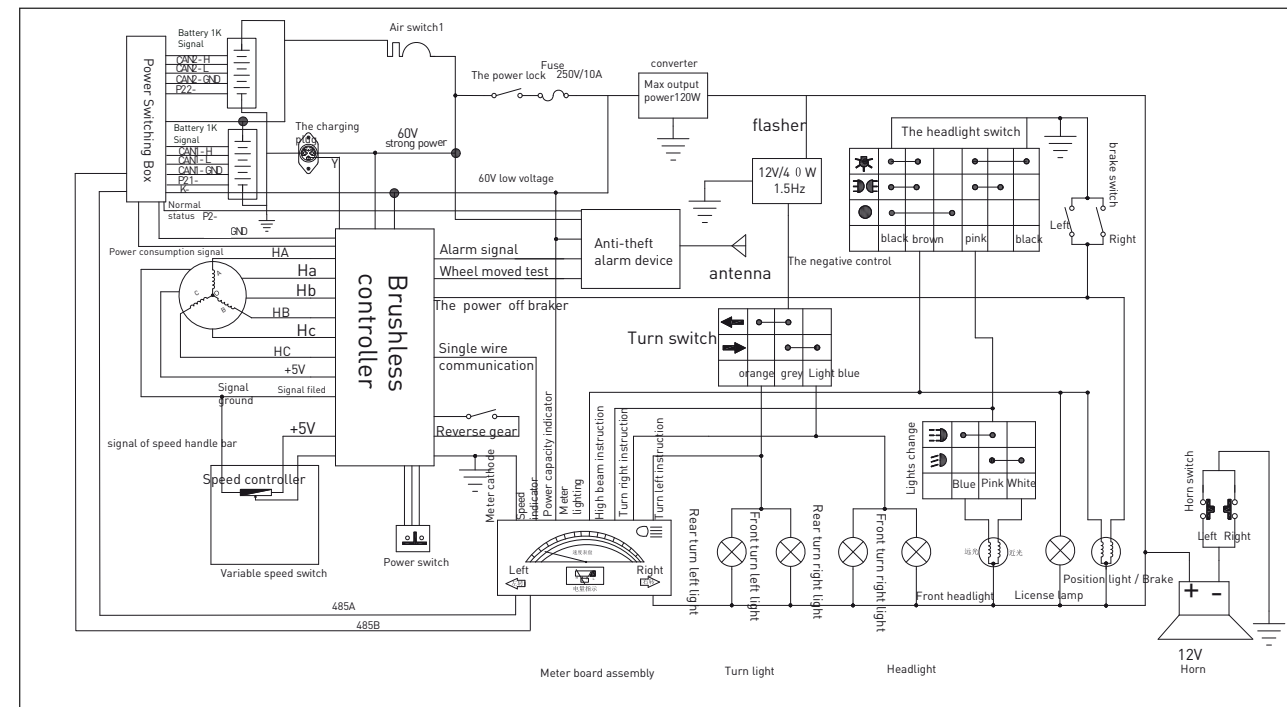 Battery 1K
Signal
CAN2-H
CAN2-L
CAN2-GND
P22-
Power Switching Box
Battery 1K
Signal
CAN1-H
CAN1-L
CAN1-GND
P21-
K-
Normal
status P2-
GND
Power consumption signal
Air switch1
The charging
plug
Y
60V
strong power
The power lock
Fuse
250V/10A
converter
Max output
power120W
60V low voltage
flasher
12V/40W
1.5Hz
The headlight switch
black brown pink black
brake switch
Left
Right
Anti-theft
alarm device
antenna
The negative control
Brushless
controller
Alarm signal
Wheel moved test
The power off braker
Single wire
communication
Reverse gear
HA
Ha
Hb
HB
Hc
HC
+5V
Signal filed
+5V
A
B
C
O
Signal
ground
signal of speed handle bar
Speed controller
Variable speed switch
Power switch
Turn switch
orange grey Light blue
Meter cathode
Speed
indicator
Power capacity indicator
Meter
lighting
High beam instruction
Turn right instruction
Turn left instruction
Left
Right
电量指示
Lights change
Blue Pink White
Rear turn left light
Front turn left light
Rear turn right light
Front turn right light
远光
近光
Front headlight
License lamp
Position light / Brake
Horn switch
Left Right
+ -
12V
Horn
485A
485B
Meter board assembly
Turn light
Headlight